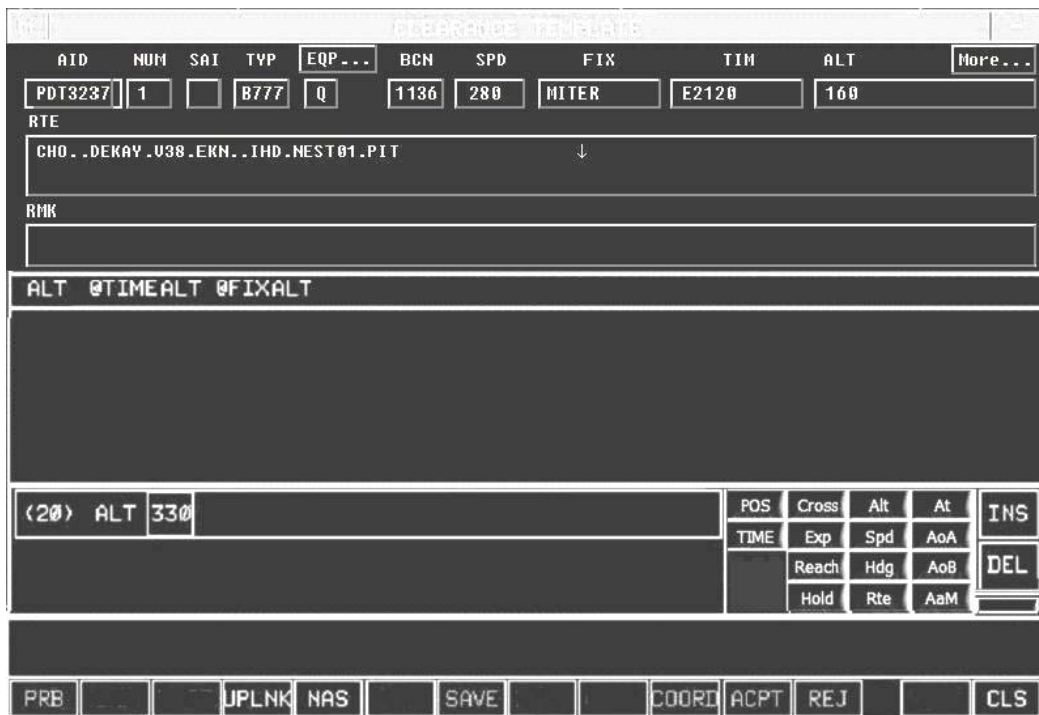 CLEARANCE TEMPLATE
AID NUM SAI TYP EQP... BCN SPD FIX TIM ALT More...
PDT3237 1 B777 Q 1136 280 MITER E2120 160
RTE
CHO..DEKAY.V38.EKN..IHD.NESTO1.PIT ↓
RMK
ALT @TIMEALT @FIXALT
(20) ALT 330
POS Cross Alt At INS
TIME Exp Spd AoA
Reach Hdg AoB DEL
Hold Rte AaM
PRB UPLNK NAS SAVE COORD ACPT REJ CLS